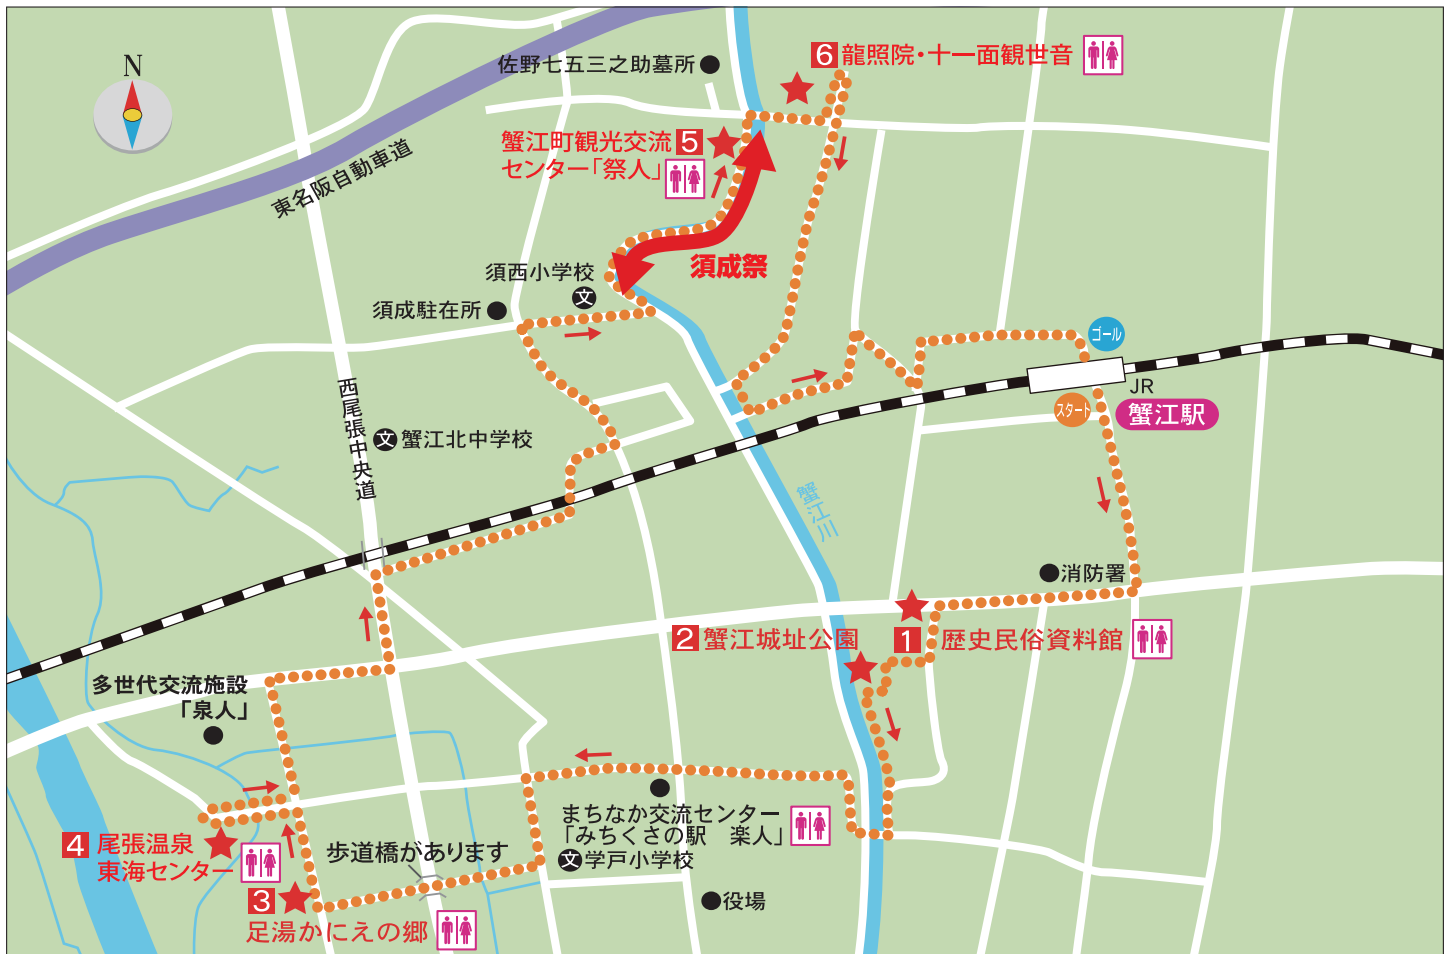 N
佐野七五三之助墓所
6 龍照院・十一面観世音
蟹江町観光交流 5
センター「祭人」
東名阪自動車道
須成祭
須西小学校
文
須成駐在所
ゴール
JR
スタート
蟹江駅
西尾張中央道
文 蟹江北中学校
蟹江川
消防署
2 蟹江城址公園
1 歴史民俗資料館
多世代交流施設
「泉人」
まちなか交流センター
「みちくさの駅 楽人」
4 尾張温泉
東海センター
歩道橋があります
文 学戸小学校
3
足湯かにえの郷
役場